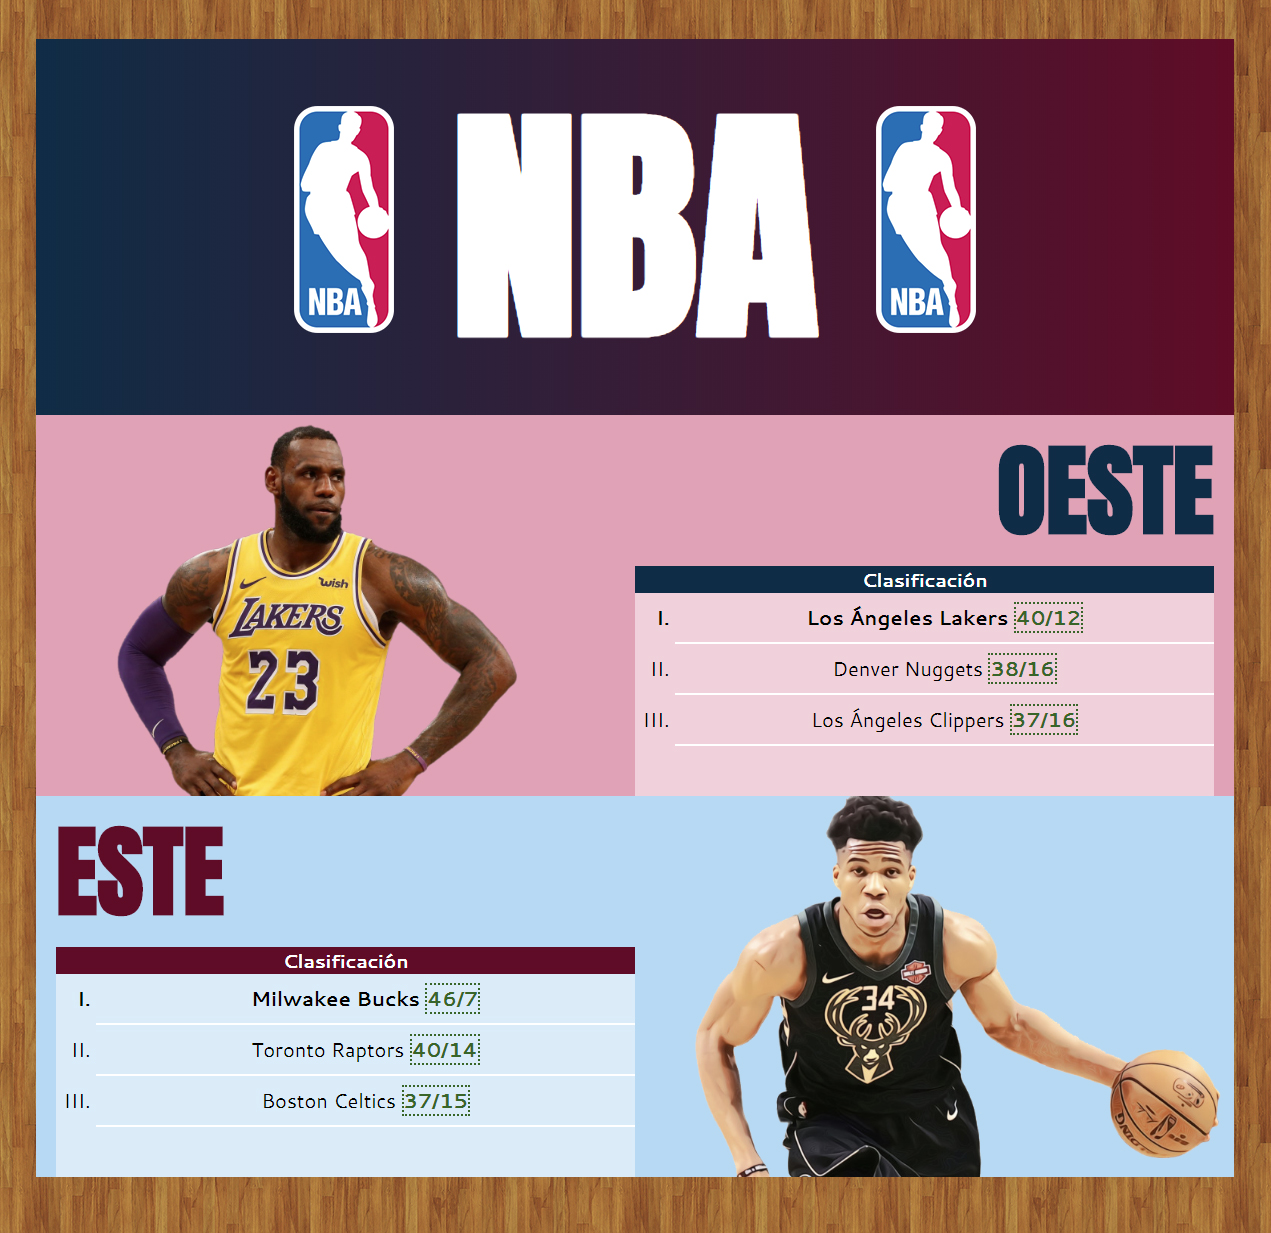 NBA
NBA
NBA
OESTE
wish
LAKERS
23
Clasificación
I. Los Ángeles Lakers 40/12
II. Denver Nuggets 38/16
III. Los Ángeles Clippers 37/16
ESTE
Clasificación
I. Milwakee Bucks 46/7
II. Toronto Raptors 40/14
III. Boston Celtics 37/15
34